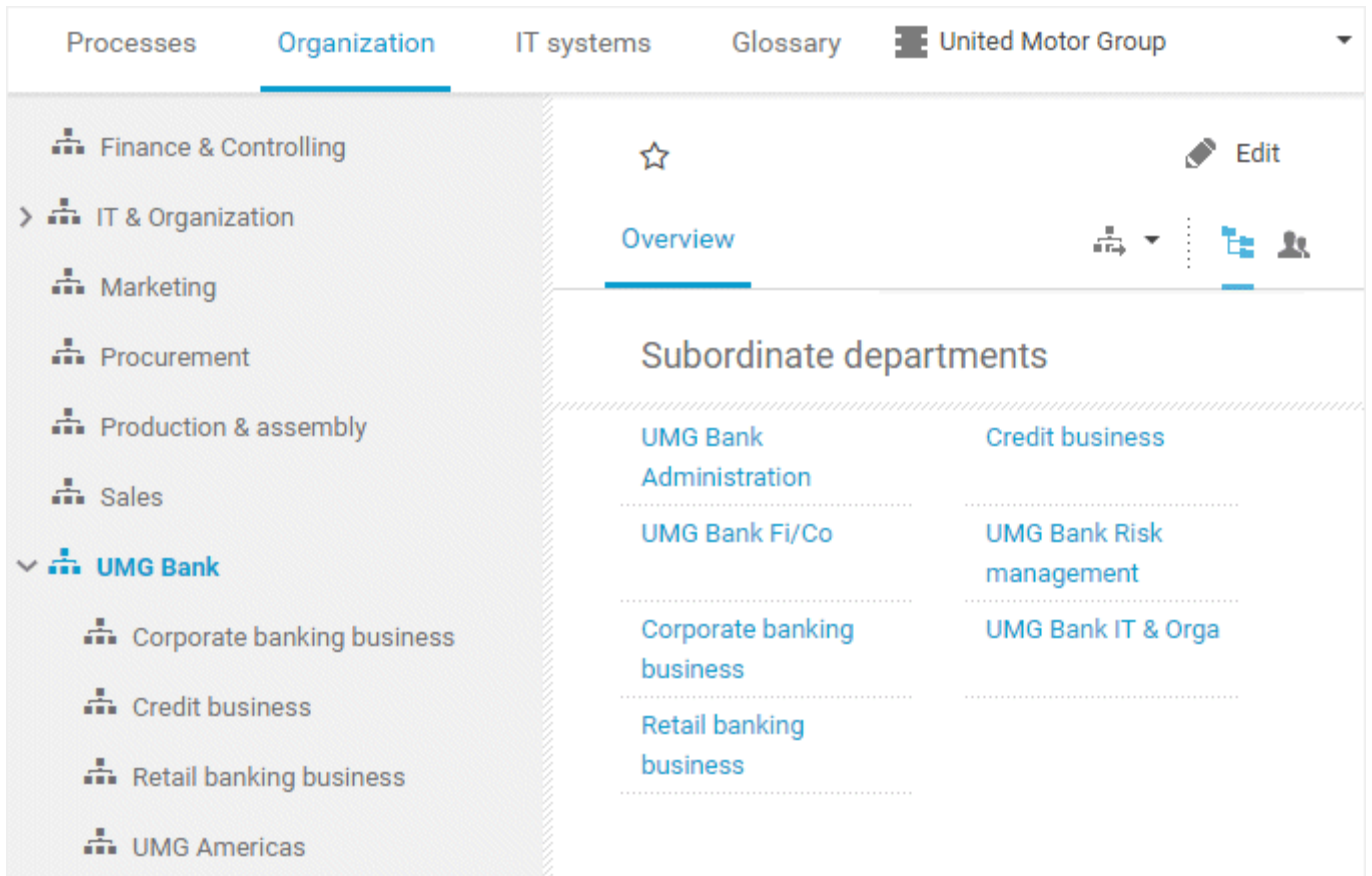 Processes Organization IT systems Glossary United Motor Group
Finance & Controlling
IT & Organization
Marketing
Procurement
Production & assembly
Sales
UMG Bank
Corporate banking business
Credit business
Retail banking business
UMG Americas
Edit
Overview
Subordinate departments
UMG Bank
Administration
Credit business
UMG Bank Fi/Co
UMG Bank Risk
management
Corporate banking
business
UMG Bank IT & Orga
Retail banking
business